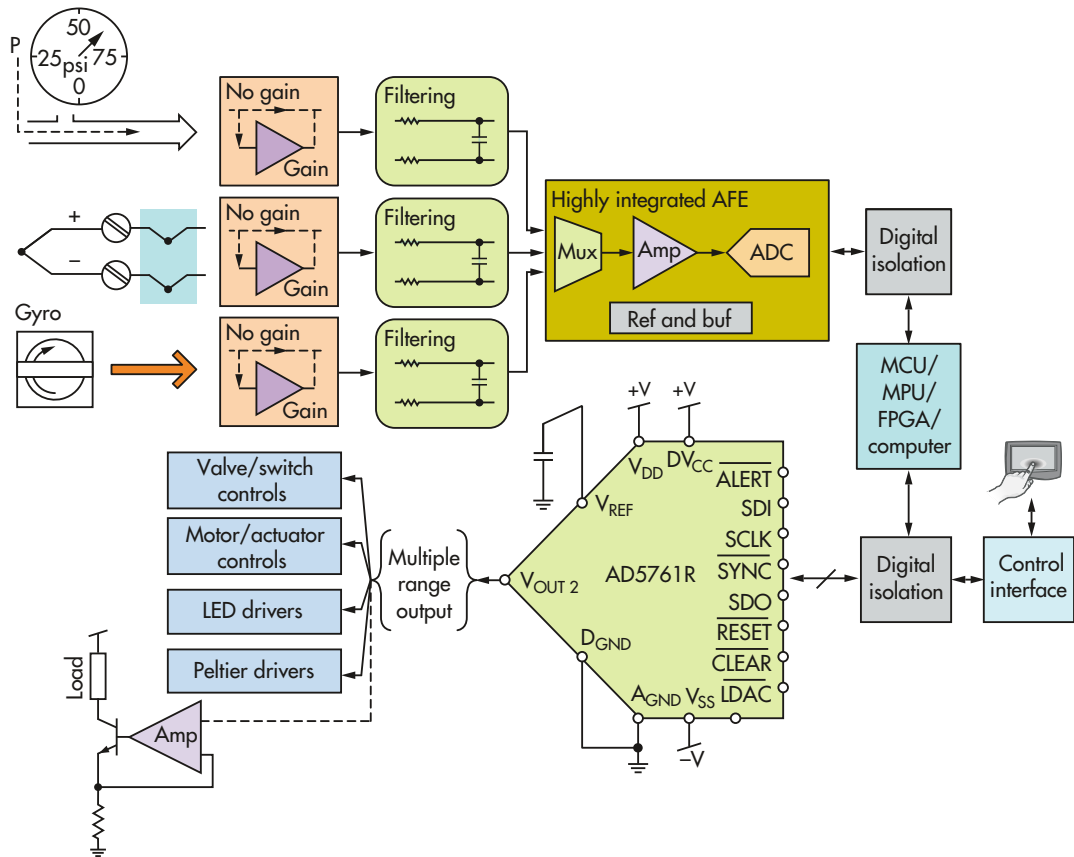 P
50
25
75
psi
0
No gain
Gain
Filtering
+
−
No gain
Gain
Filtering
Gyro
No gain
Gain
Filtering
Highly integrated AFE
Mux
Amp
ADC
Ref and buf
Digital
isolation
MCU/
MPU/
FPGA/
computer
Digital
isolation
Control
interface
Valve/switch
controls
Motor/actuator
controls
LED drivers
Peltier drivers
Multiple
range
output
Load
Amp
+V
+V
VDD
DVCC
VREF
VOUT 2
AD5761R
DGND
AGND
VSS
−V
ALERT
SDI
SCLK
SYNC
SDO
RESET
CLEAR
LDAC